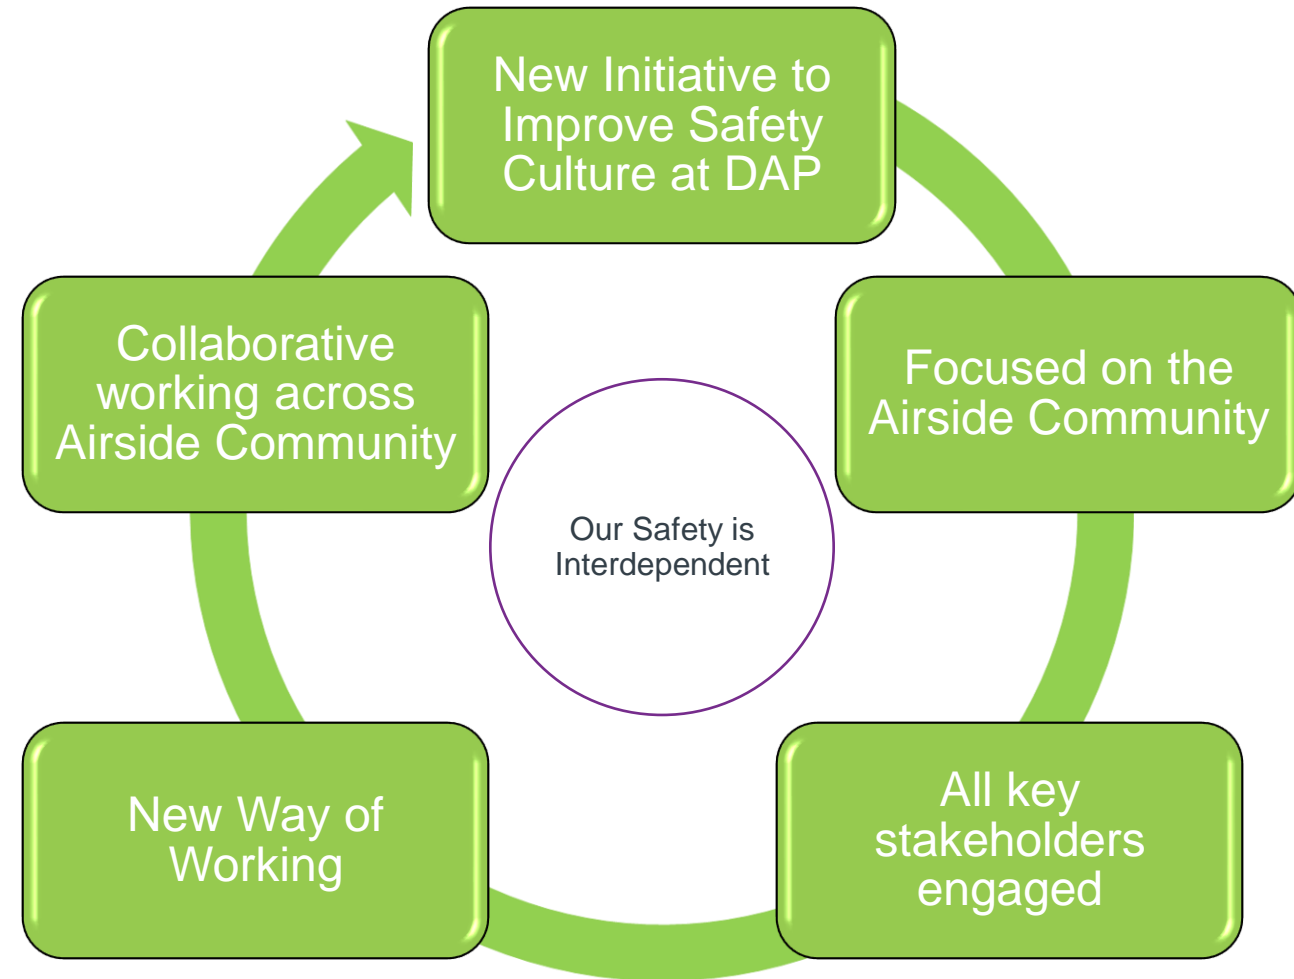 New Initiative to
Improve Safety
Culture at DAP
Focused on the
Airside Community
All key
stakeholders
engaged
New Way of
Working
Collaborative
working across
Airside Community
Our Safety is
Interdependent